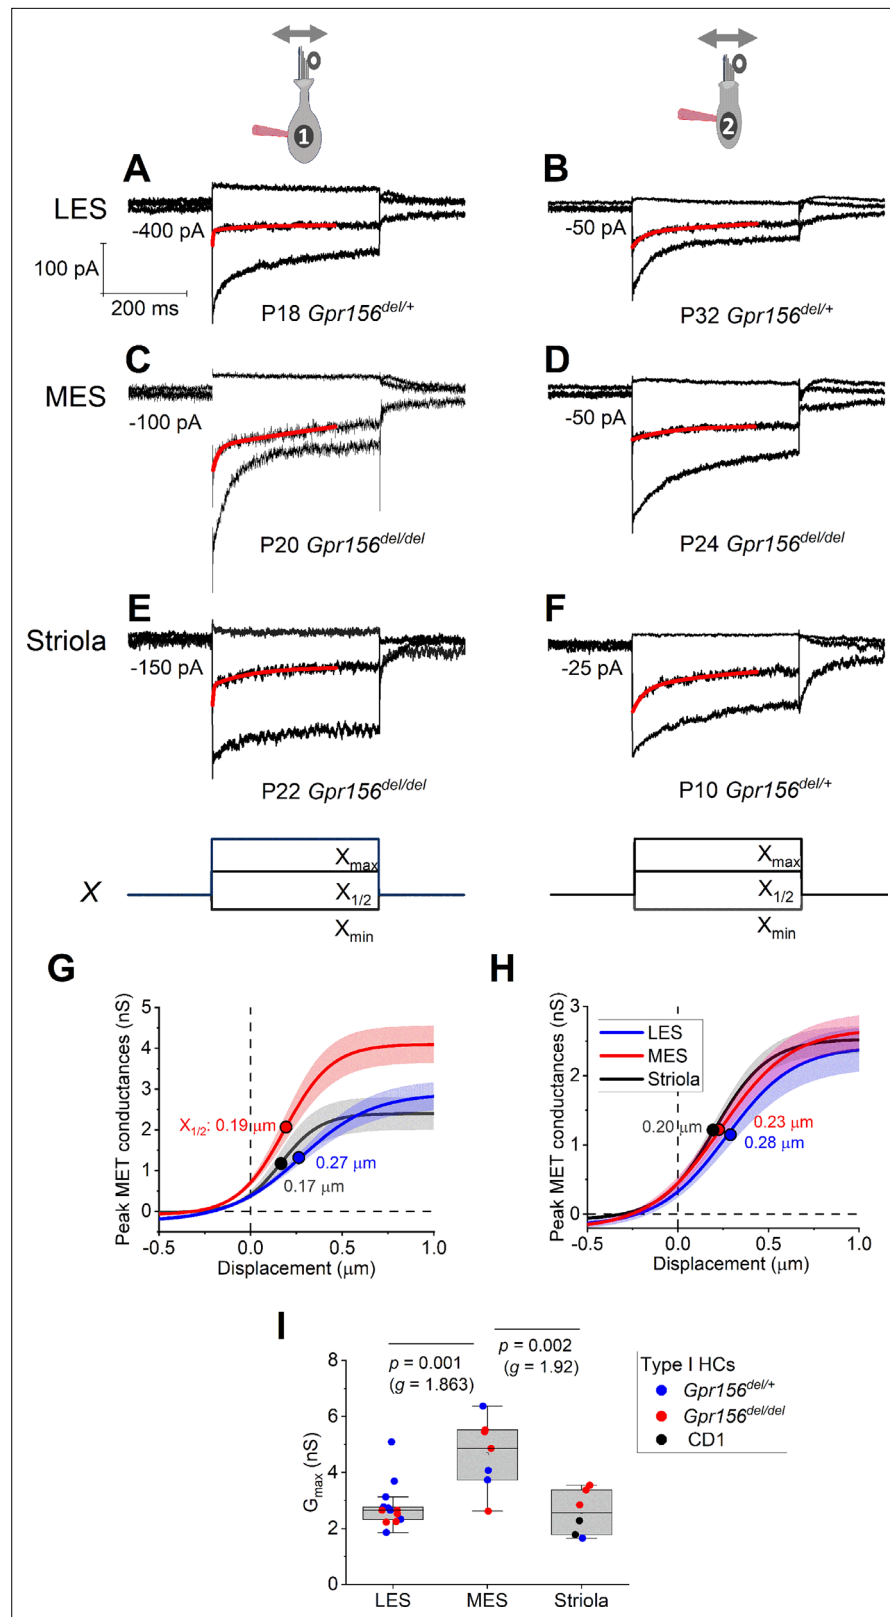 1
2
A
B
LES
-400 pA
-50 pA
100 pA
200 ms
P18 Gpr156del/+
P32 Gpr156del/+
C
D
MES
-100 pA
-50 pA
P20 Gpr156del/del
P24 Gpr156del/del
E
F
Striola
-150 pA
-25 pA
P22 Gpr156del/del
P10 Gpr156del/+
X
Xmax
X1/2
Xmin
Xmax
X1/2
Xmin
G
Peak MET conductances (nS)
5
4
3
2
1
0
X1/2: 0.19 μm
0.27 μm
0.17 μm
-0.5
0.0
0.5
1.0
Displacement (μm)
H
Peak MET conductances (nS)
3
2
1
0
LES
MES
Striola
0.20 μm
0.23 μm
0.28 μm
-0.5
0.0
0.5
1.0
Displacement (μm)
I
p = 0.001
(g = 1.863)
p = 0.002
(g = 1.92)
Gmax (nS)
8
6
4
2
0
LES
MES
Striola
Type I HCs
Gpr156del/+
Gpr156del/del
CD1